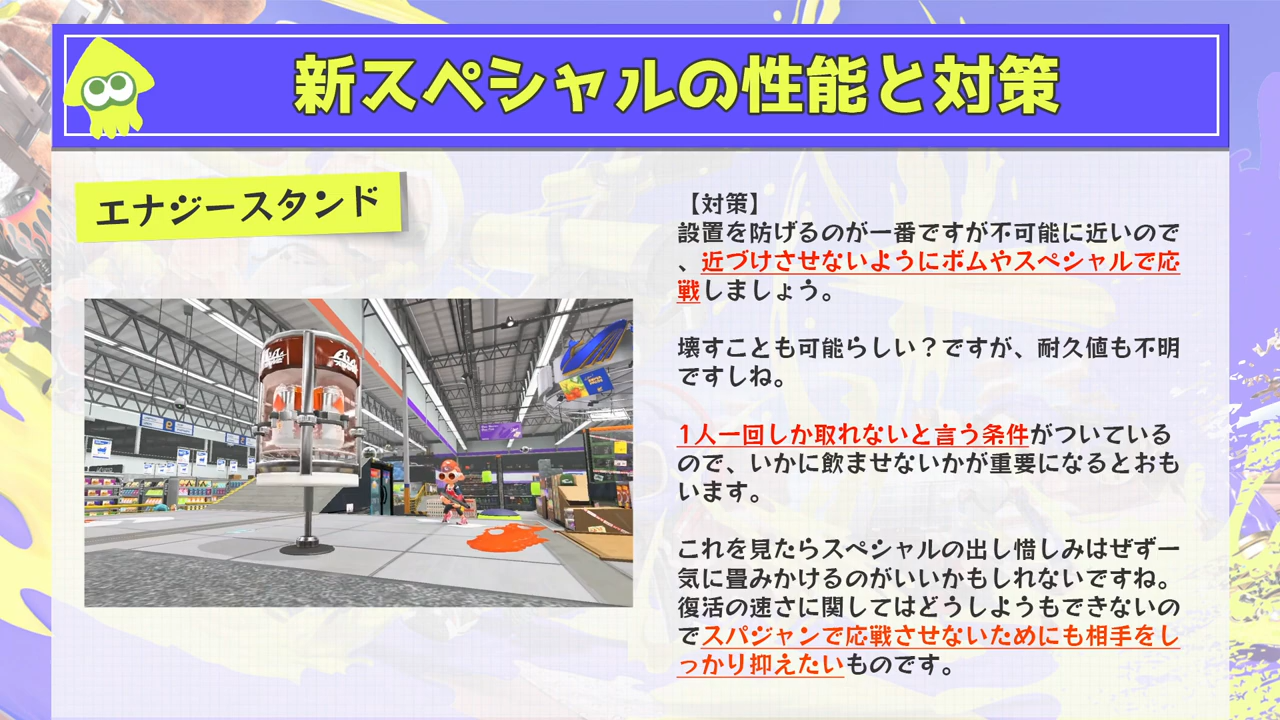 新スペシャルの性能と対策
エナジースタンド
【対策】
設置を防げるのが一番ですが不可能に近いので
、近づけさせないようにボムやスペシャルで応
戦しましょう。
壊すことも可能らしい？ですが、耐久値も不明
ですしね。
1人一回しか取れないと言う条件がついている
ので、いかに飲ませないかが重要になるとおも
います。
これを見たらスペシャルの出し惜しみはぜず一
気に畳みかけるのがいいかもしれないですね。
復活の速さに関してはどうしようもできないの
でスパジャンで応戦させないためにも相手をし
っかり抑えたいものです。